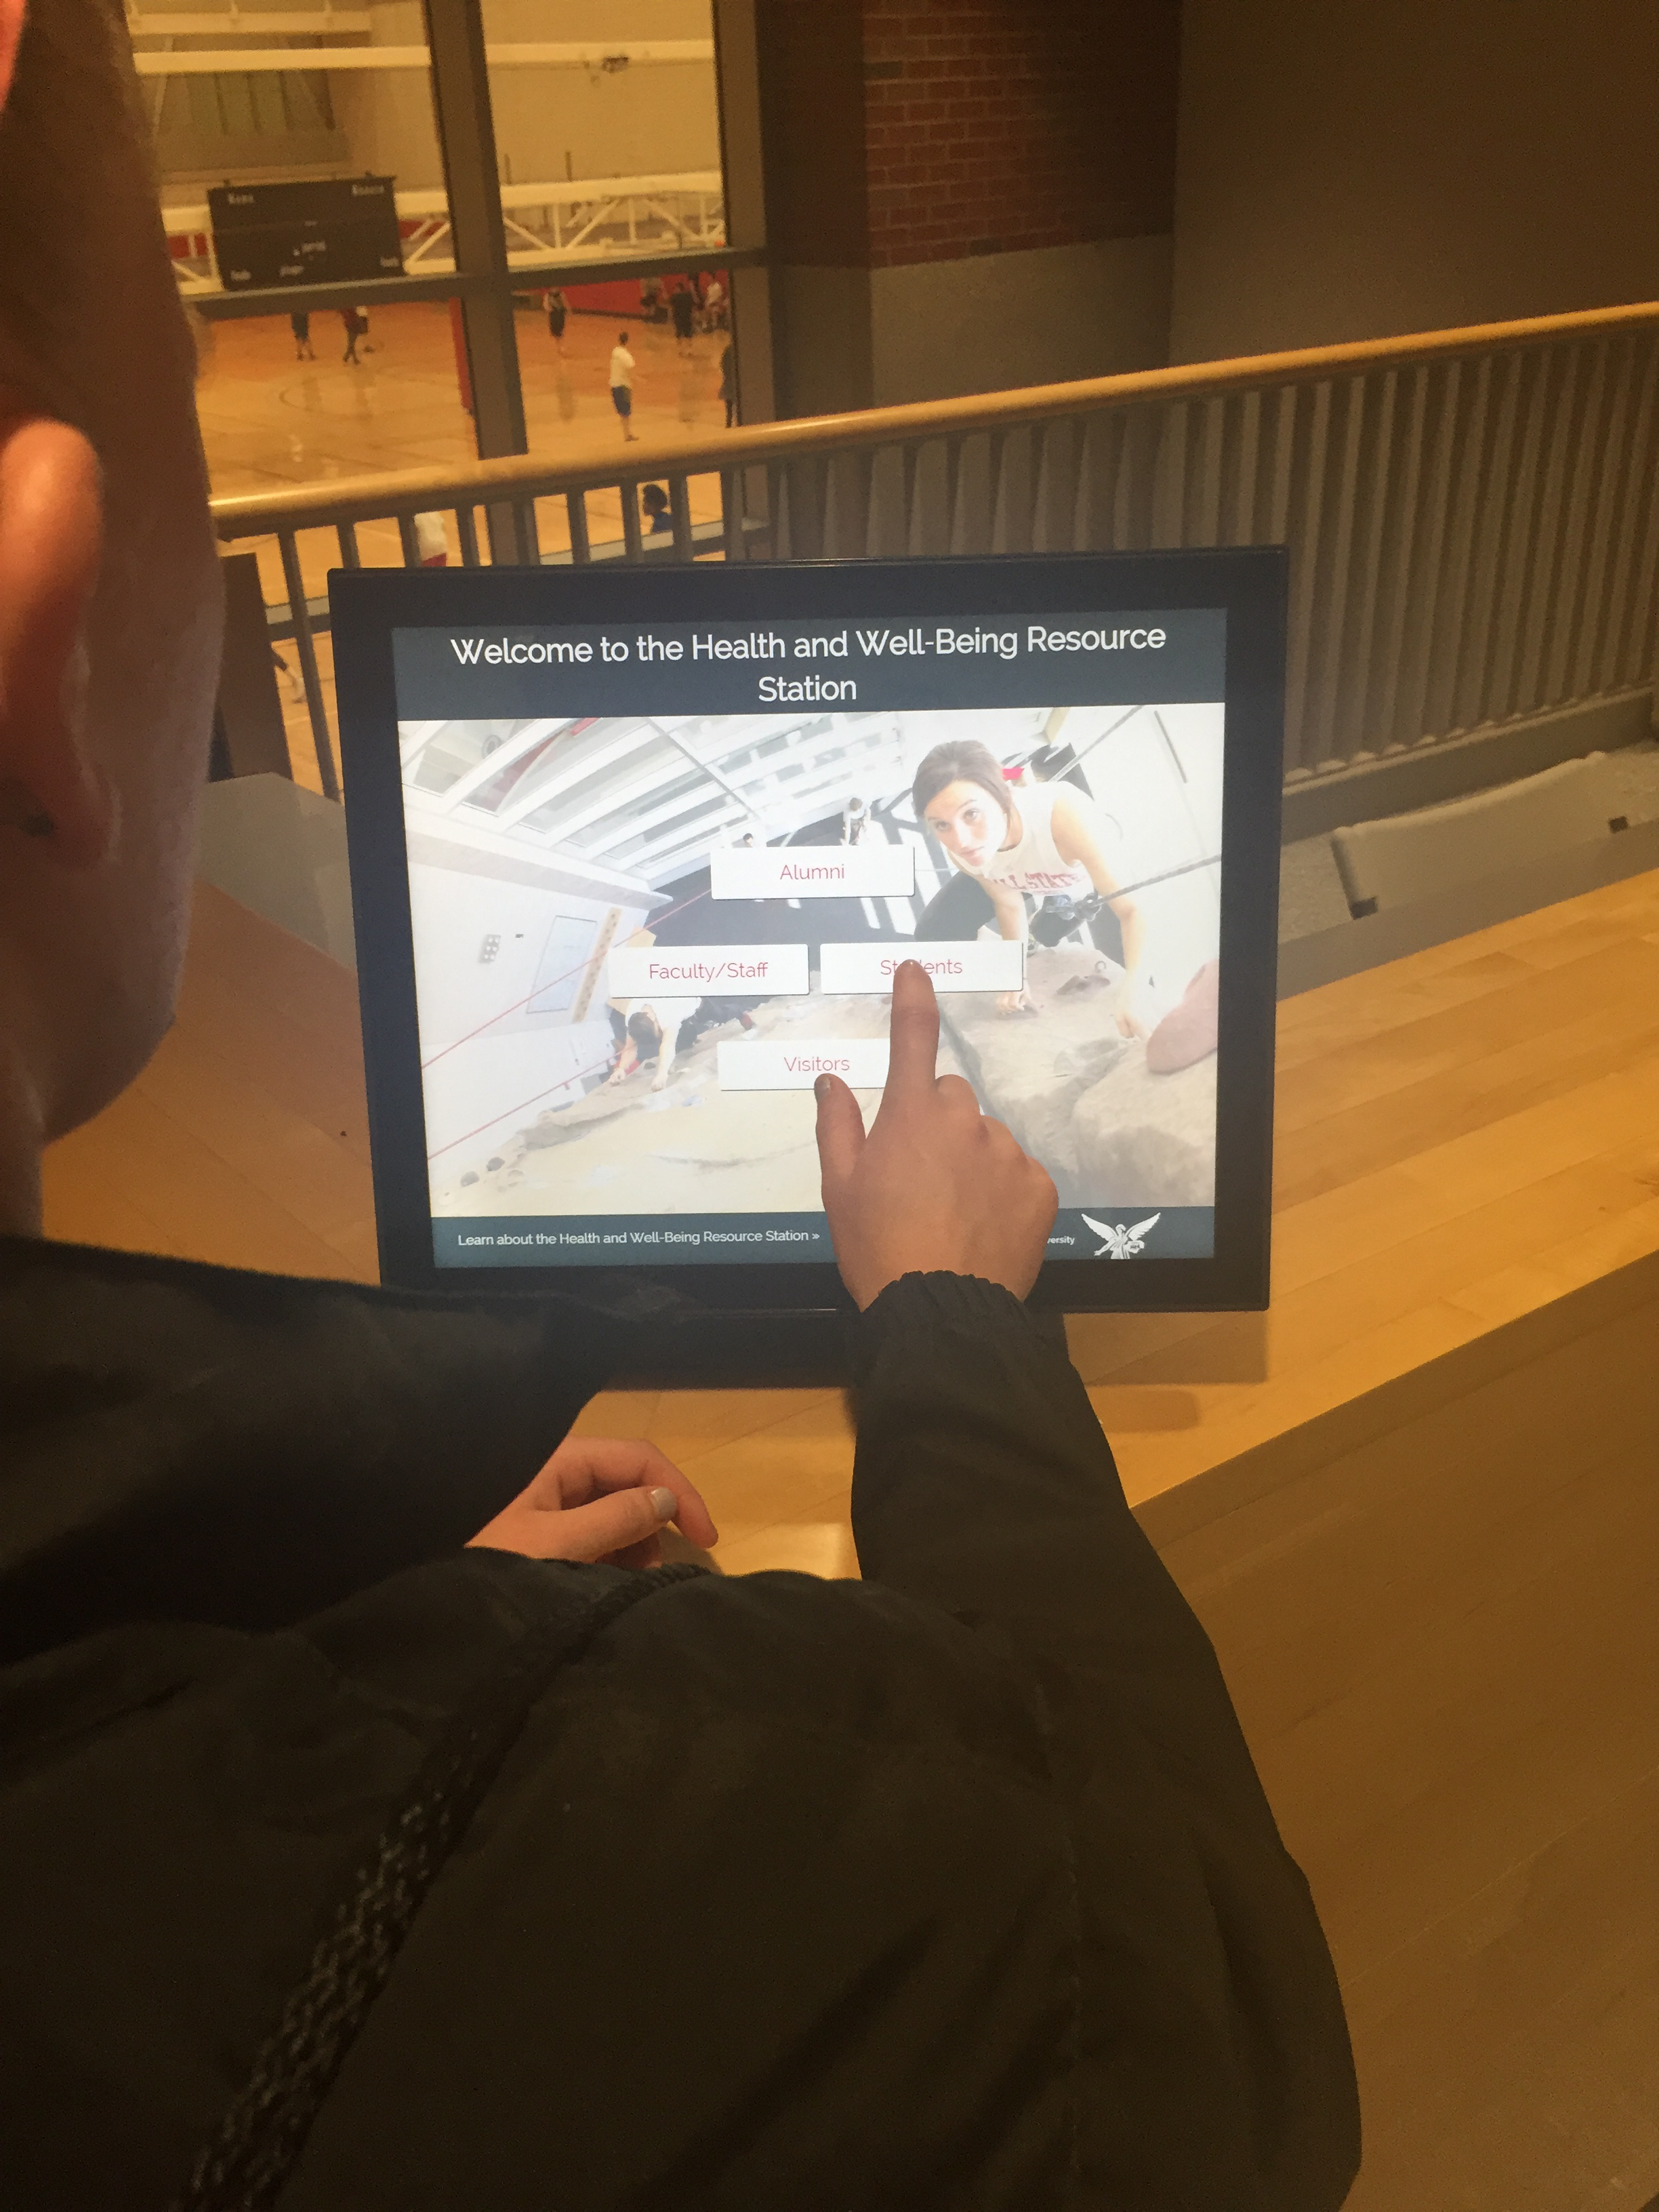 Welcome to the Health and Well-Being Resource
Station
Alumni
Faculty/Staff
Visitors
Learn about the Health and Well-Being Resource Station »